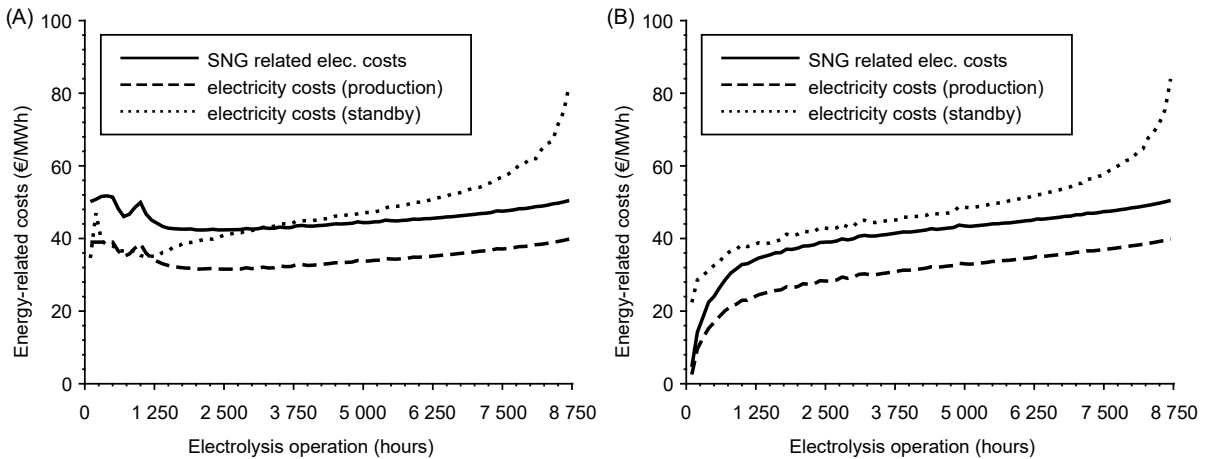 (A)
100
80
60
40
20
0
Energy-related costs (€/MWh)
SNG related elec. costs
electricity costs (production)
electricity costs (standby)
0 1 250 2 500 3 750 5 000 6 250 7 500 8 750
Electrolysis operation (hours)
(B)
100
80
60
40
20
0
Energy-related costs (€/MWh)
SNG related elec. costs
electricity costs (production)
electricity costs (standby)
0 1 250 2 500 3 750 5 000 6 250 7 500 8 750
Electrolysis operation (hours)